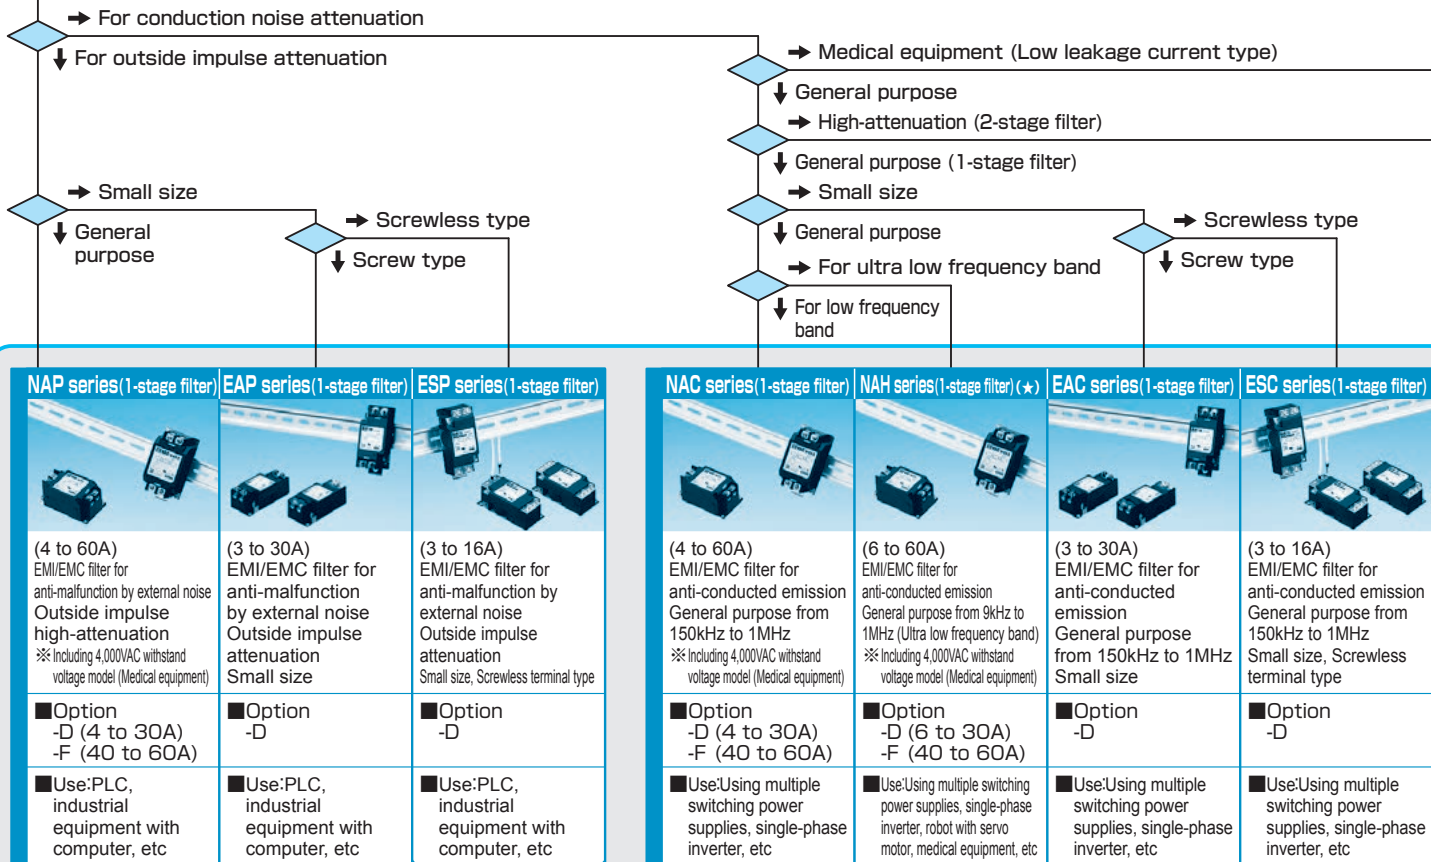 → For conduction noise attenuation
↓ For outside impulse attenuation
→ Medical equipment (Low leakage current type)
↓ General purpose
→ High-attenuation (2-stage filter)
↓ General purpose (1-stage filter)
→ Small size
↓ General
purpose
→ Screwless type
↓ Screw type
→ Small size
↓ General purpose
→ Screwless type
↓ Screw type
→ For ultra low frequency band
↓ For low frequency
band
NAP series(1-stage filter)
(4 to 60A)
EMI/EMC filter for
anti-malfunction by external noise
Outside impulse
high-attenuation
※Including 4,000VAC withstand
voltage model (Medical equipment)
■Option
-D (4 to 30A)
-F (40 to 60A)
■Use:PLC,
industrial
equipment with
computer, etc
EAP series(1-stage filter)
(3 to 30A)
EMI/EMC filter for
anti-malfunction
by external noise
Outside impulse
attenuation
Small size
■Option
-D
■Use:PLC,
industrial
equipment with
computer, etc
ESP series(1-stage filter)
(3 to 16A)
EMI/EMC filter for
anti-malfunction by
external noise
Outside impulse
attenuation
Small size, Screwless terminal type
■Option
-D
■Use:PLC,
industrial
equipment with
computer, etc
NAC series(1-stage filter)
(4 to 60A)
EMI/EMC filter for
anti-conducted emission
General purpose from
150kHz to 1MHz
※Including 4,000VAC withstand
voltage model (Medical equipment)
■Option
-D (4 to 30A)
-F (40 to 60A)
■Use:Using multiple
switching power
supplies, single-phase
inverter, etc
NAH series(1-stage filter)(★)
(6 to 60A)
EMI/EMC filter for
anti-conducted emission
General purpose from 9kHz to
1MHz (Ultra low frequency band)
※Including 4,000VAC withstand
voltage model (Medical equipment)
■Option
-D (6 to 30A)
-F (40 to 60A)
■Use:Using multiple switching
power supplies, single-phase
inverter, robot with servo
motor, medical equipment, etc
EAC series(1-stage filter)
(3 to 30A)
EMI/EMC filter for
anti-conducted
emission
General purpose
from 150kHz to 1MHz
Small size
■Option
-D
■Use:Using multiple
switching power
supplies, single-phase
inverter, etc
ESC series(1-stage filter)
(3 to 16A)
EMI/EMC filter for
anti-conducted emission
General purpose from
150kHz to 1MHz
Small size, Screwless
terminal type
■Option
-D
■Use:Using multiple
switching power
supplies, single-phase
inverter, etc